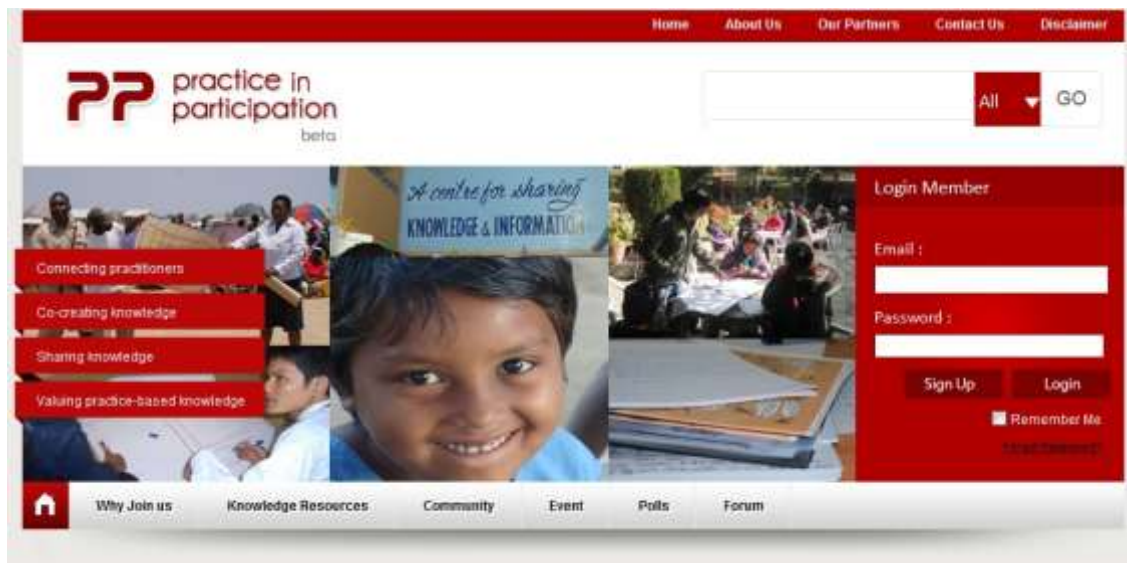 Home About Us Our Partners Contact Us Disclaimer
PP practice in
participation
beta
All GO
A centre for sharing
KNOWLEDGE & INFORMATION
Login Member
Email :
Password :
Sign Up Login
Remember Me
Connecting practitioners
Co-creating knowledge
Sharing knowledge
Valuing practice-based knowledge
Why Join us Knowledge Resources Community Event Polls Forum